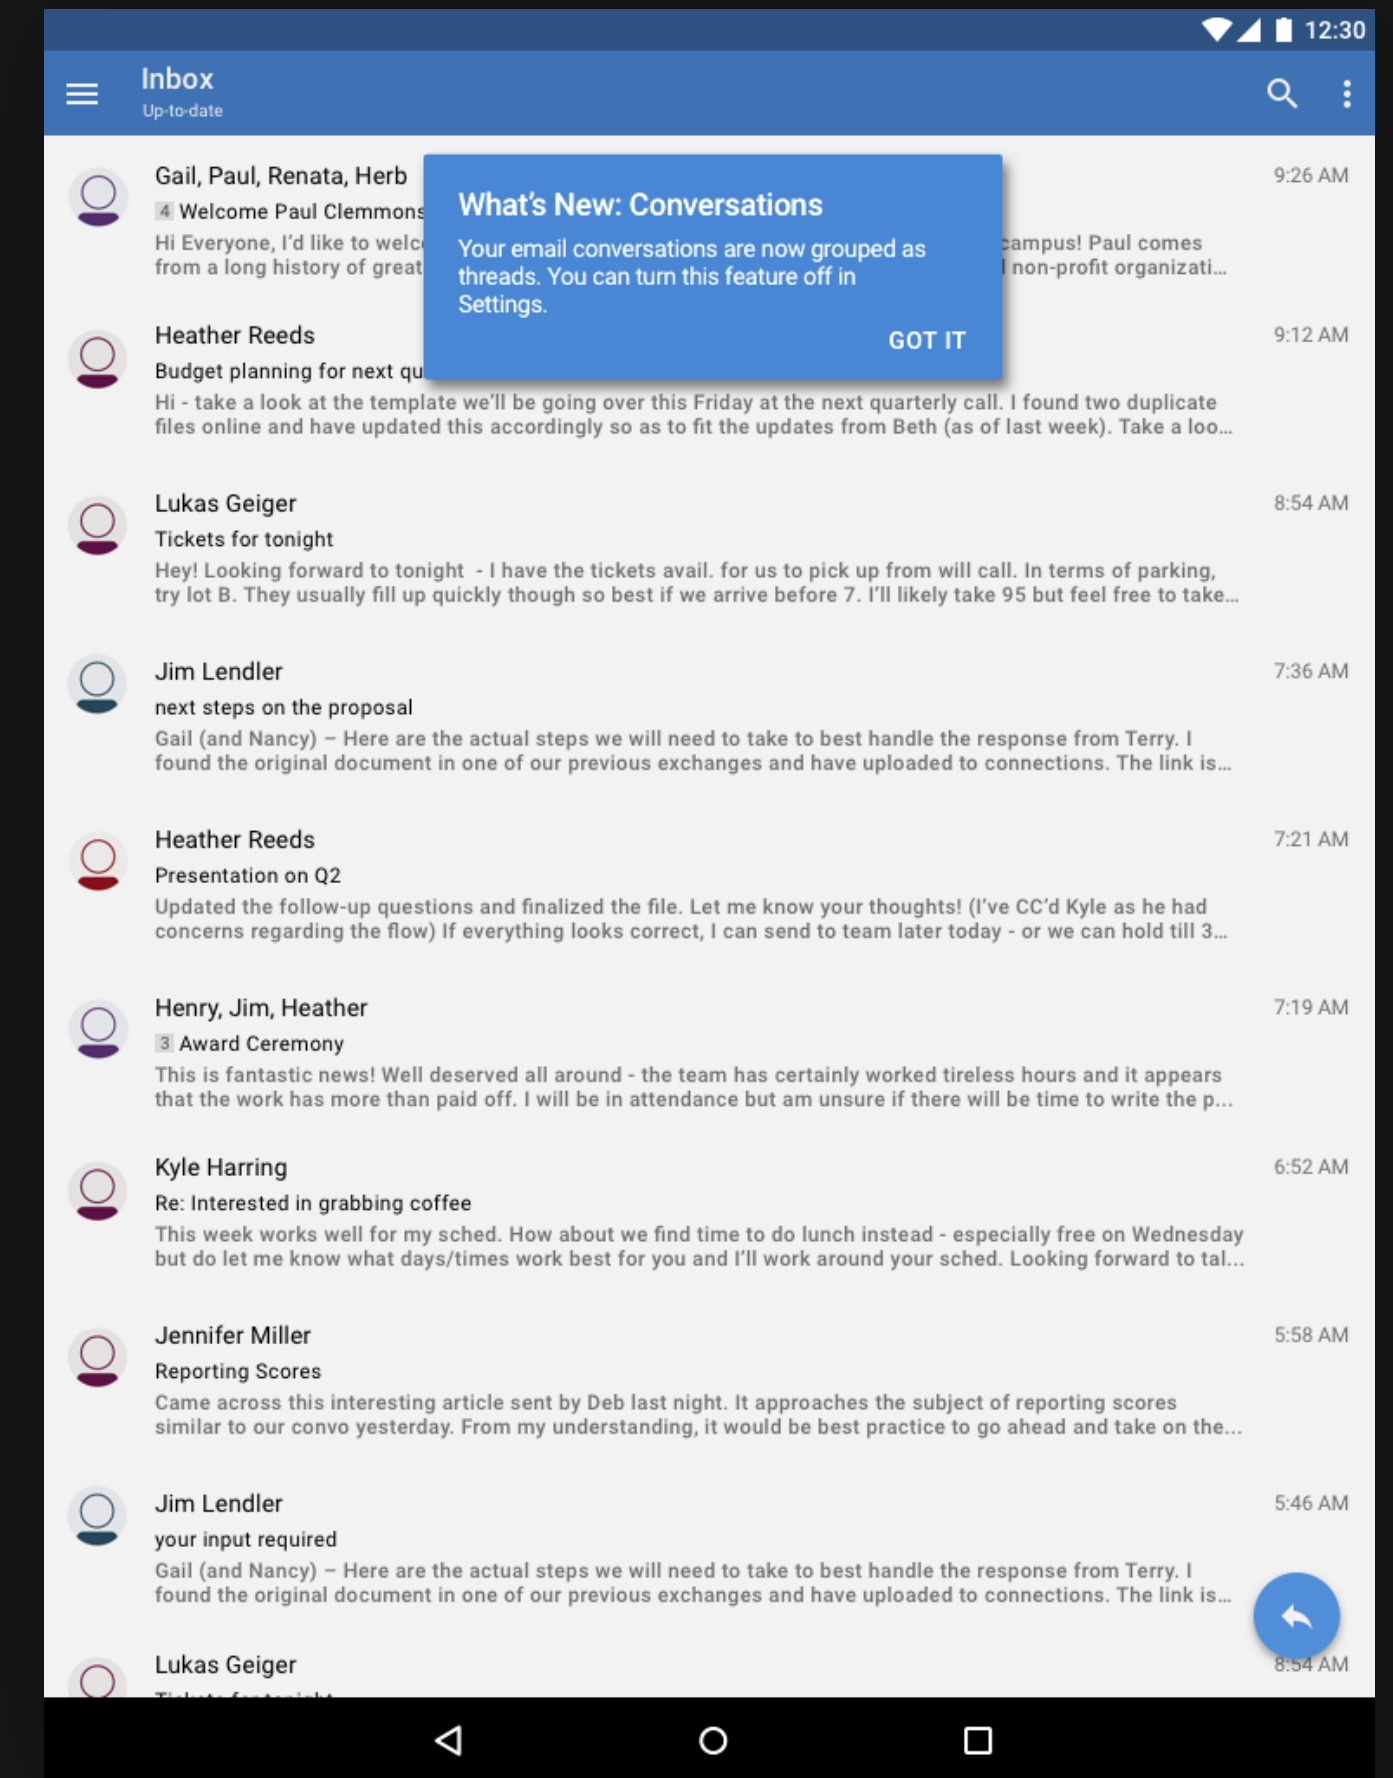 12:30
Inbox
Up-to-date
Gail, Paul, Renata, Herb
9:26 AM
4 Welcome Paul Clemmons
Hi Everyone, I'd like to campus! Paul comes
from a long history of great non-profit organizati...
What's New: Conversations
Your email conversations are now grouped as
threads. You can turn this feature off in
Settings.
GOT IT
Heather Reeds
9:12 AM
Budget planning for next
Hi - take a look at the template we'll be going over this Friday at the next quarterly call. I found two duplicate
files online and have updated this accordingly so as to fit the updates from Beth (as of last week). Take a loo...
Lukas Geiger
8:54 AM
Tickets for tonight
Hey! Looking forward to tonight - I have the tickets avail. for us to pick up from will call. In terms of parking,
try lot B. They usually fill up quickly though so best if we arrive before 7. I'll likely take 95 but feel free to take...
Jim Lendler
7:36 AM
next steps on the proposal
Gail (and Nancy) – Here are the actual steps we will need to take to best handle the response from Terry. I
found the original document in one of our previous exchanges and have uploaded to connections. The link is...
Heather Reeds
7:21 AM
Presentation on Q2
Updated the follow-up questions and finalized the file. Let me know your thoughts! (I've CC'd Kyle as he had
concerns regarding the flow) If everything looks correct, I can send to team later today - or we can hold till 3...
Henry, Jim, Heather
7:19 AM
3 Award Ceremony
This is fantastic news! Well deserved all around - the team has certainly worked tireless hours and it appears
that the work has more than paid off. I will be in attendance but am unsure if there will be time to write the p...
Kyle Harring
6:52 AM
Re: Interested in grabbing coffee
This week works well for my sched. How about we find time to do lunch instead - especially free on Wednesday
but do let me know what days/times work best for you and I'll work around your sched. Looking forward to tal...
Jennifer Miller
5:58 AM
Reporting Scores
Came across this interesting article sent by Deb last night. It approaches the subject of reporting scores
similar to our convo yesterday. From my understanding, it would be best practice to go ahead and take on the...
Jim Lendler
5:46 AM
your input required
Gail (and Nancy) – Here are the actual steps we will need to take to best handle the response from Terry. I
found the original document in one of our previous exchanges and have uploaded to connections. The link is...
Lukas Geiger
8:54 AM
Tickets for tonight